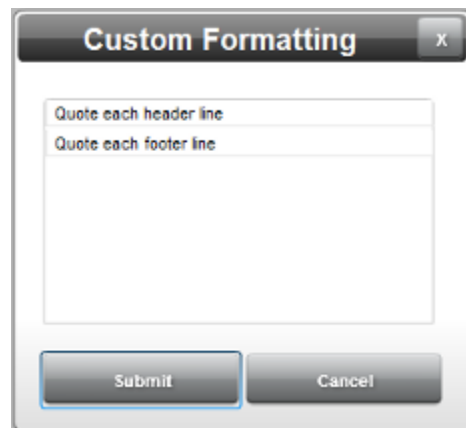 Custom Formatting
x
Quote each header line
Quote each footer line
Submit
Cancel